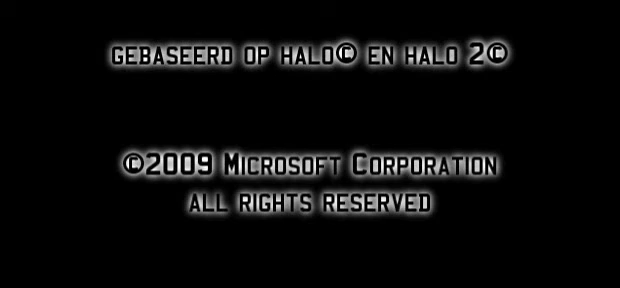 GEBASEERD OP HALO© EN HALO 2©
©2009 MICROSOFT CORPORATION
ALL RIGHTS RESERVED